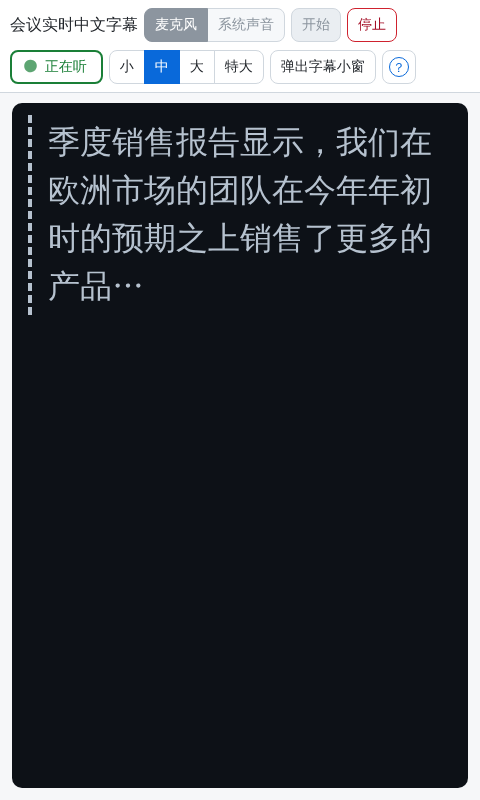 会议实时中文字幕 麦克风 系统声音 开始 停止
正在听 小 中 大 特大 弹出字幕小窗 ?
季度销售报告显示，我们在
欧洲市场的团队在今年年初
时的预期之上销售了更多的
产品…